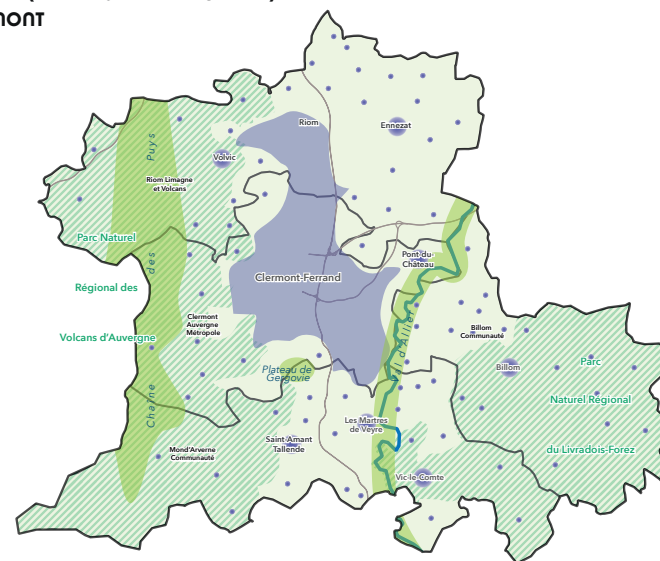 MONT
Riom
Ennezat
Puys
Volvic
Riom Limagne
et Volcans
Parc Naturel
des
Pont-du-
Château
Clermont-Ferrand
Régional des
Clermont
Auvergne
Métropole
Val d'Allier
Billom
Communauté
Volcans d'Auvergne
Plateau de
Gergovie
Billom
Parc
Chaîne
Naturel Régional
Les Martres
de Veyre
Saint-Amant
Tallende
du Livradois-Forez
Mond'Arverne
Communauté
Vic-le-Comte